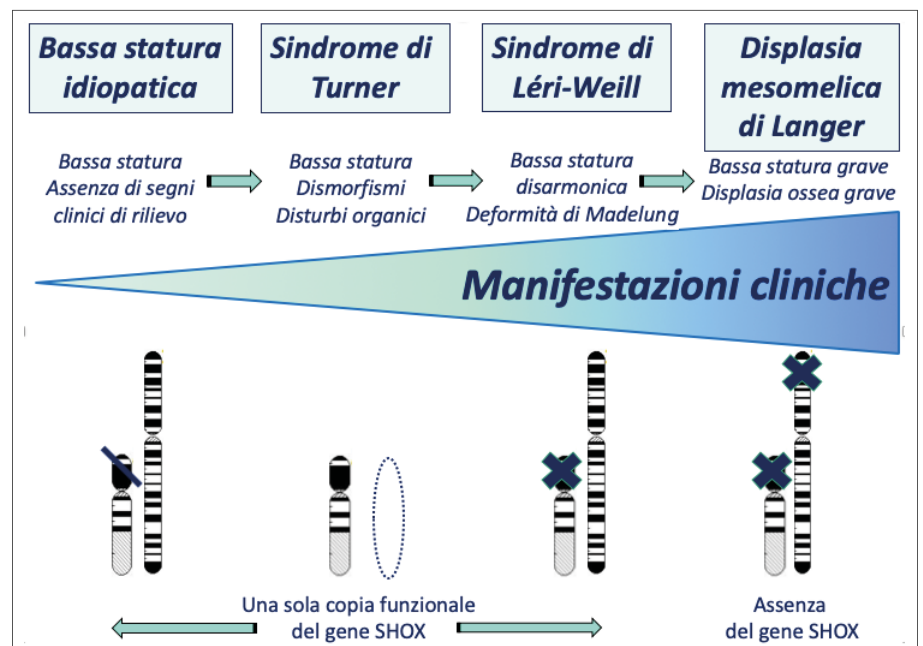 Bassa statura
idiopatica
Sindrome di
Turner
Sindrome di
Léri-Weill
Displasia
mesomelica
di Langer
Bassa statura
Assenza di segni
clinici di rilievo
Bassa statura
Dismorfismi
Disturbi organici
Bassa statura
disarmonica
Deformità di Madelung
Bassa statura grave
Displasia ossea grave
Manifestazioni cliniche
Una sola copia funzionale
del gene SHOX
Assenza
del gene SHOX